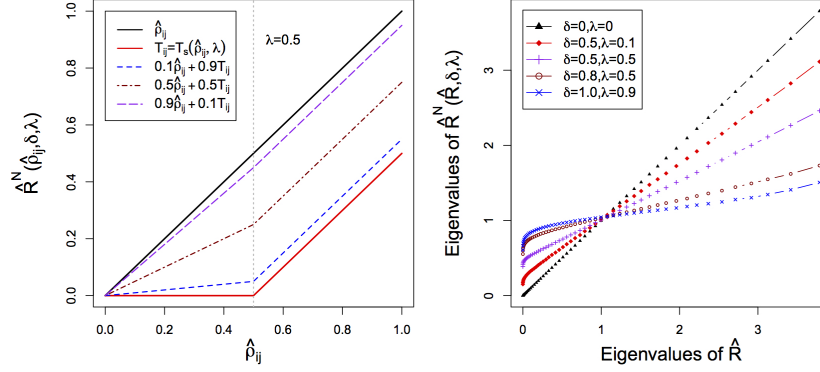 ρ̂ij
Tij=Ts(ρ̂ij, λ)
0.1ρ̂ij + 0.9Tij
0.5ρ̂ij + 0.5Tij
0.9ρ̂ij + 0.1Tij
λ=0.5
R̂^N (ρ̂ij,δ,λ)
1.0
0.8
0.6
0.4
0.2
0.0
0.0 0.2 0.4 0.6 0.8 1.0
ρ̂ij
δ=0,λ=0
δ=0.5,λ=0.1
δ=0.5,λ=0.5
δ=0.8,λ=0.5
δ=1.0,λ=0.9
Eigenvalues of R̂^N (R̂,δ,λ)
3
2
1
0
0 1 2 3
Eigenvalues of R̂